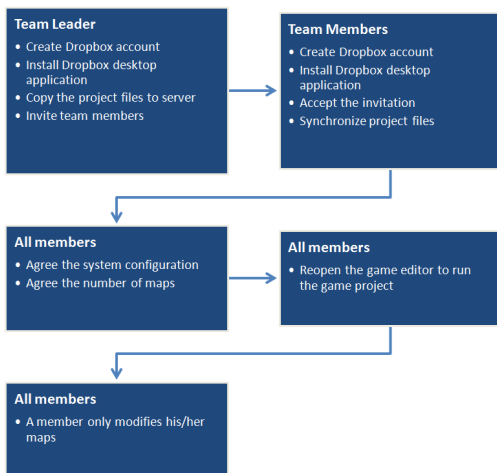 Team Leader
• Create Dropbox account
• Install Dropbox desktop
application
• Copy the project files to server
• Invite team members
Team Members
• Create Dropbox account
• Install Dropbox desktop
application
• Accept the invitation
• Synchronize project files
All members
• Agree the system configuration
• Agree the number of maps
All members
• Reopen the game editor to run
the game project
All members
• A member only modifies his/her
maps